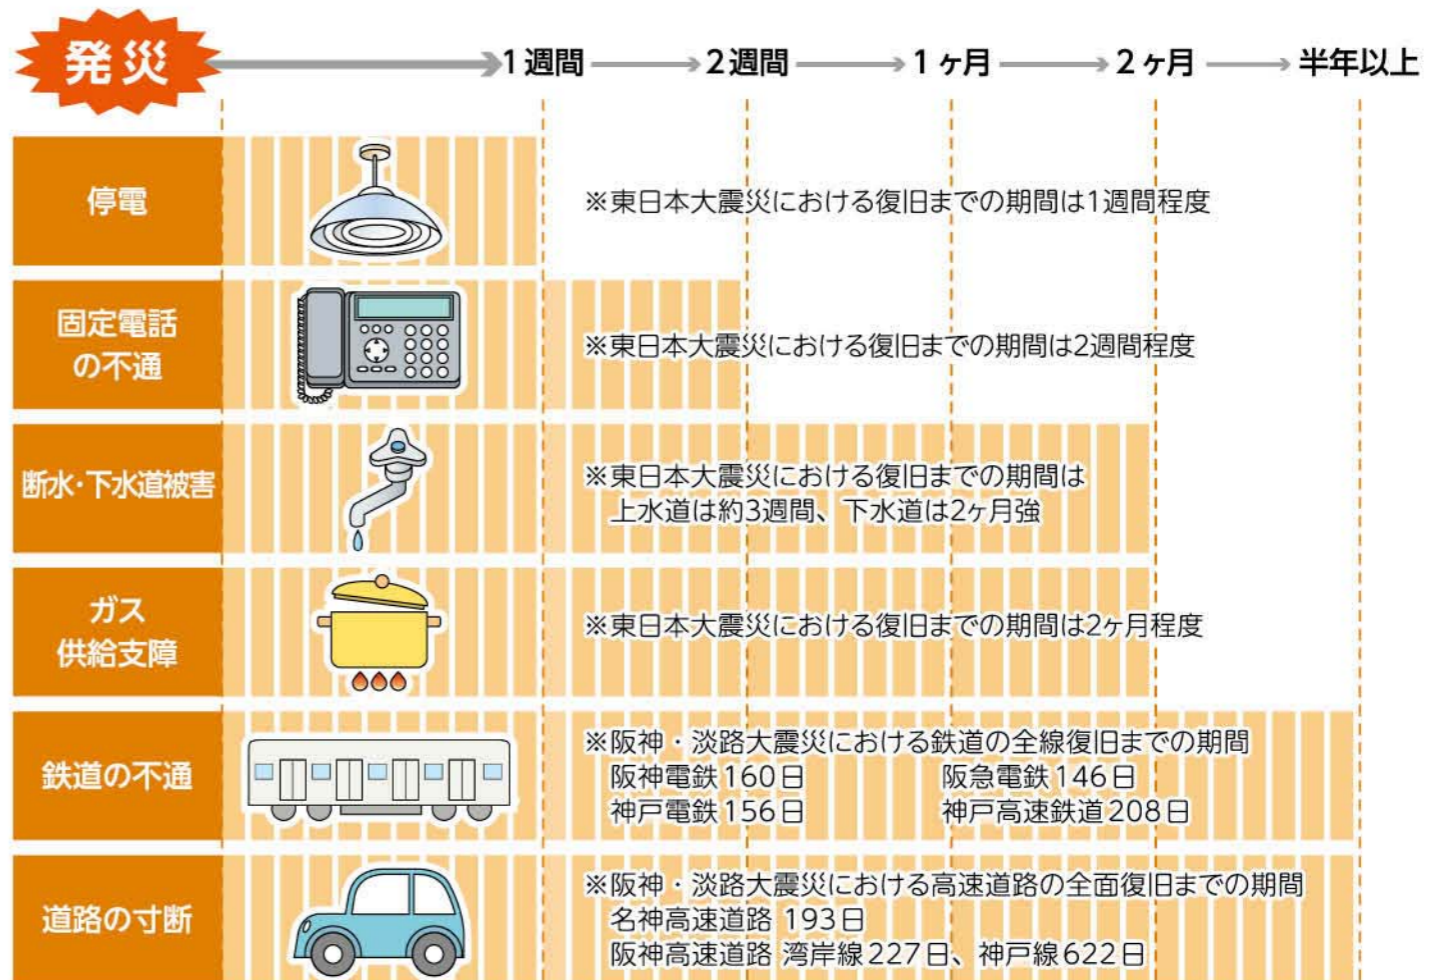 発災
1週間
2週間
1ヶ月
2ヶ月
半年以上
停電
※東日本大震災における復旧までの期間は1週間程度
固定電話
の不通
※東日本大震災における復旧までの期間は2週間程度
断水・下水道被害
※東日本大震災における復旧までの期間は
上水道は約3週間、下水道は2ヶ月強
ガス
供給支障
※東日本大震災における復旧までの期間は2ヶ月程度
鉄道の不通
※阪神・淡路大震災における鉄道の全線復旧までの期間
阪神電鉄160日 阪急電鉄146日
神戸電鉄156日 神戸高速鉄道208日
道路の寸断
※阪神・淡路大震災における高速道路の全面復旧までの期間
名神高速道路 193日
阪神高速道路 湾岸線227日、神戸線622日